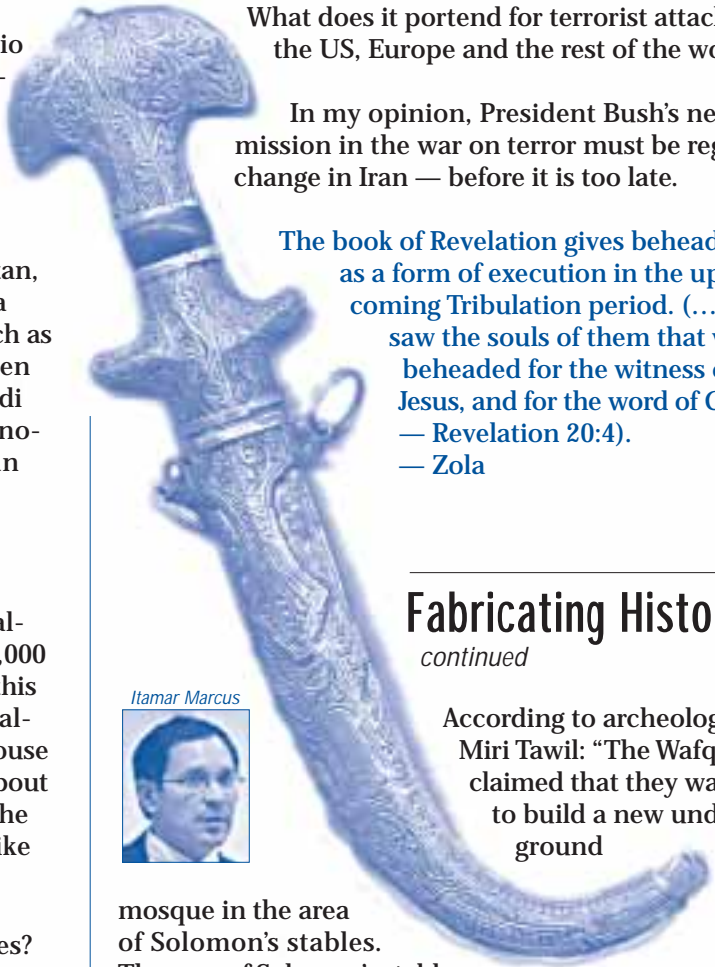 io
-
an,
a
ch as
en
di
no-
in
al-
,000
this
al-
ouse
bout
he
ike
es?
What does it portend for terrorist attac
the US, Europe and the rest of the wo
In my opinion, President Bush's ne
mission in the war on terror must be reg
change in Iran — before it is too late.
The book of Revelation gives behead
as a form of execution in the up
coming Tribulation period. (…
saw the souls of them that
beheaded for the witness
Jesus, and for the word of
— Revelation 20:4).
— Zola
Fabricating Histo
continued
Itamar Marcus
According to archeolog
Miri Tawil: “The Wafq
claimed that they wa
to build a new und
ground
mosque in the area
of Solomon's stables.
of Solomon's